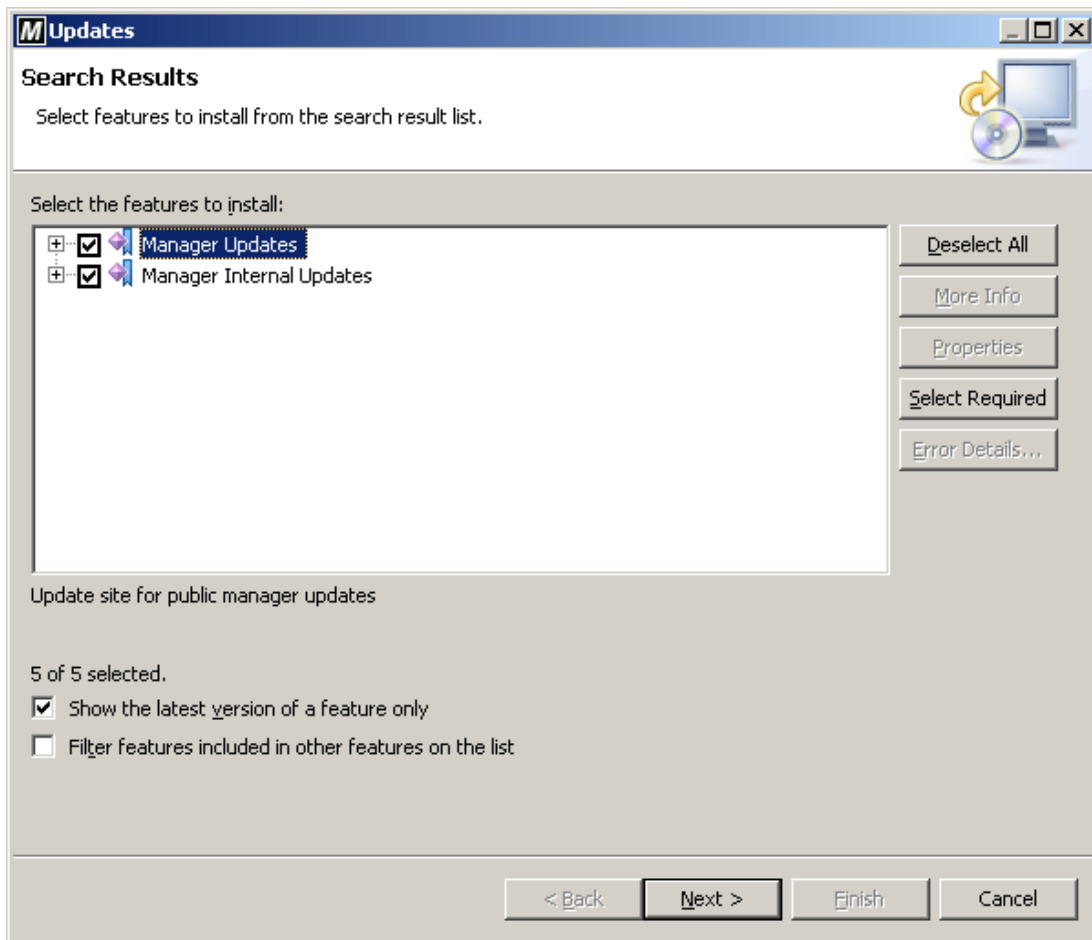 M Updates
Search Results
Select features to install from the search result list.
Select the features to install:
Manager Updates
Manager Internal Updates
Deselect All
More Info
Properties
Select Required
Error Details...
Update site for public manager updates
5 of 5 selected.
Show the latest version of a feature only
Filter features included in other features on the list
< Back
Next >
Finish
Cancel